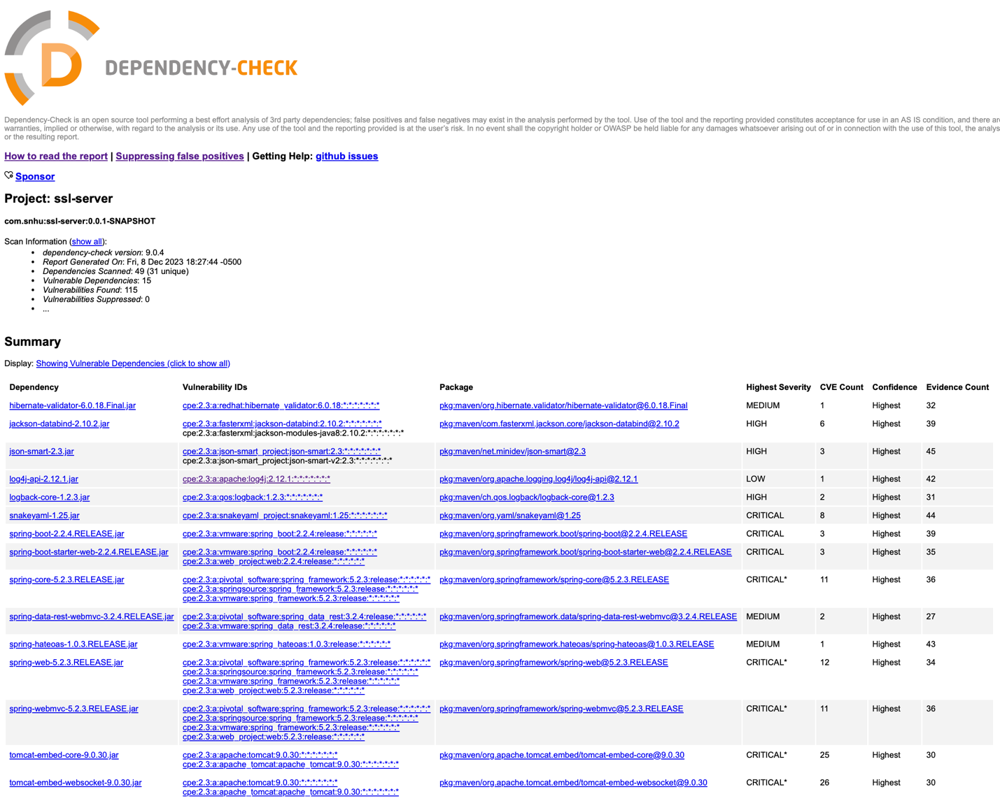 DEPENDENCY-CHECK
Dependency-Check is an open source tool performing a best effort analysis of 3rd party dependencies; false positives and false negatives may exist in the analysis performed by the tool. Use of the tool and the reporting provided constitutes acceptance for use in an AS IS condition, and there are
warranties, implied or otherwise, with regard to the analysis or its use. Any use of the tool and the reporting provided is at the user's risk. In no event shall the copyright holder or OWASP be held liable for any damages whatsoever arising out of or in connection with the use of this tool, the analys
or the resulting report.
How to read the report | Suppressing false positives | Getting Help: github issues
Sponsor
Project: ssl-server
com.snhu:ssl-server:0.0.1-SNAPSHOT
Scan Information (show all):
• dependency-check version: 9.0.4
• Report Generated On: Fri, 8 Dec 2023 18:27:44 -0500
• Dependencies Scanned: 49 (31 unique)
• Vulnerable Dependencies: 15
• Vulnerabilities Found: 115
• Vulnerabilities Suppressed: 0
• ...
Summary
Display: Showing Vulnerable Dependencies (click to show all)
Dependency Vulnerability IDs Package Highest Severity CVE Count Confidence Evidence Count
hibernate-validator-6.0.18.Final.jar cpe:2.3:a:redhat:hibernate_validator:6.0.18:*:*:*:*:*:*:* pkg:maven/org.hibernate.validator/hibernate-validator@6.0.18.Final MEDIUM 1 Highest 32
jackson-databind-2.10.2.jar cpe:2.3:a:fasterxml:jackson-databind:2.10.2:*:*:*:*:*:*:* pkg:maven/com.fasterxml.jackson.core/jackson-databind@2.10.2 HIGH 6 Highest 39
cpe:2.3:a:fasterxml:jackson-modules-java8:2.10.2:*:*:*:*:*:*:*
json-smart-2.3.jar cpe:2.3:a:json-smart_project:json-smart:2.3:*:*:*:*:*:*:* pkg:maven/net.minidev/json-smart@2.3 HIGH 3 Highest 45
cpe:2.3:a:json-smart_project:json-smart-v2:2.3:*:*:*:*:*:*:*
log4j-api-2.12.1.jar cpe:2.3:a:apache:log4j:2.12.1:*:*:*:*:*:*:* pkg:maven/org.apache.logging.log4j/log4j-api@2.12.1 LOW 1 Highest 42
logback-core-1.2.3.jar cpe:2.3:a:qos:logback:1.2.3:*:*:*:*:*:*:* pkg:maven/ch.qos.logback/logback-core@1.2.3 HIGH 2 Highest 31
snakeyaml-1.25.jar cpe:2.3:a:snakeyaml_project:snakeyaml:1.25:*:*:*:*:*:*:* pkg:maven/org.yaml/snakeyaml@1.25 CRITICAL 8 Highest 44
spring-boot-2.2.4.RELEASE.jar cpe:2.3:a:vmware:spring_boot:2.2.4:release:*:*:*:*:*:* pkg:maven/org.springframework.boot/spring-boot@2.2.4.RELEASE CRITICAL 3 Highest 39
spring-boot-starter-web-2.2.4.RELEASE.jar cpe:2.3:a:vmware:spring_boot:2.2.4:release:*:*:*:*:*:* pkg:maven/org.springframework.boot/spring-boot-starter-web@2.2.4.RELEASE CRITICAL 3 Highest 35
cpe:2.3:a:web_project:web:2.2.4:release:*:*:*:*:*:*
spring-core-5.2.3.RELEASE.jar cpe:2.3:a:pivotal_software:spring_framework:5.2.3:release:*:*:*:*:*:* pkg:maven/org.springframework/spring-core@5.2.3.RELEASE CRITICAL* 11 Highest 36
cpe:2.3:a:springsource:spring_framework:5.2.3:release:*:*:*:*:*:*
cpe:2.3:a:vmware:spring_framework:5.2.3:release:*:*:*:*:*:*
spring-data-rest-webmvc-3.2.4.RELEASE.jar cpe:2.3:a:pivotal_software:spring_data_rest:3.2.4:release:*:*:*:*:*:* pkg:maven/org.springframework.data/spring-data-rest-webmvc@3.2.4.RELEASE MEDIUM 2 Highest 27
cpe:2.3:a:vmware:spring_data_rest:3.2.4:release:*:*:*:*:*:*
spring-hateoas-1.0.3.RELEASE.jar cpe:2.3:a:vmware:spring_hateoas:1.0.3:release:*:*:*:*:*:* pkg:maven/org.springframework.hateoas/spring-hateoas@1.0.3.RELEASE MEDIUM 1 Highest 43
spring-web-5.2.3.RELEASE.jar cpe:2.3:a:pivotal_software:spring_framework:5.2.3:release:*:*:*:*:*:* pkg:maven/org.springframework/spring-web@5.2.3.RELEASE CRITICAL* 12 Highest 34
cpe:2.3:a:springsource:spring_framework:5.2.3:release:*:*:*:*:*:*
cpe:2.3:a:vmware:spring_framework:5.2.3:release:*:*:*:*:*:*
cpe:2.3:a:web_project:web:5.2.3:release:*:*:*:*:*:*
spring-webmvc-5.2.3.RELEASE.jar cpe:2.3:a:pivotal_software:spring_framework:5.2.3:release:*:*:*:*:*:* pkg:maven/org.springframework/spring-webmvc@5.2.3.RELEASE CRITICAL* 11 Highest 36
cpe:2.3:a:springsource:spring_framework:5.2.3:release:*:*:*:*:*:*
cpe:2.3:a:vmware:spring_framework:5.2.3:release:*:*:*:*:*:*
cpe:2.3:a:web_project:web:5.2.3:release:*:*:*:*:*:*
tomcat-embed-core-9.0.30.jar cpe:2.3:a:apache:tomcat:9.0.30:*:*:*:*:*:*:* pkg:maven/org.apache.tomcat.embed/tomcat-embed-core@9.0.30 CRITICAL* 25 Highest 30
cpe:2.3:a:apache_tomcat:apache_tomcat:9.0.30:*:*:*:*:*:*:*
tomcat-embed-websocket-9.0.30.jar cpe:2.3:a:apache:tomcat:9.0.30:*:*:*:*:*:*:* pkg:maven/org.apache.tomcat.embed/tomcat-embed-websocket@9.0.30 CRITICAL* 26 Highest 30
cpe:2.3:a:apache_tomcat:apache_tomcat:9.0.30:*:*:*:*:*:*:*